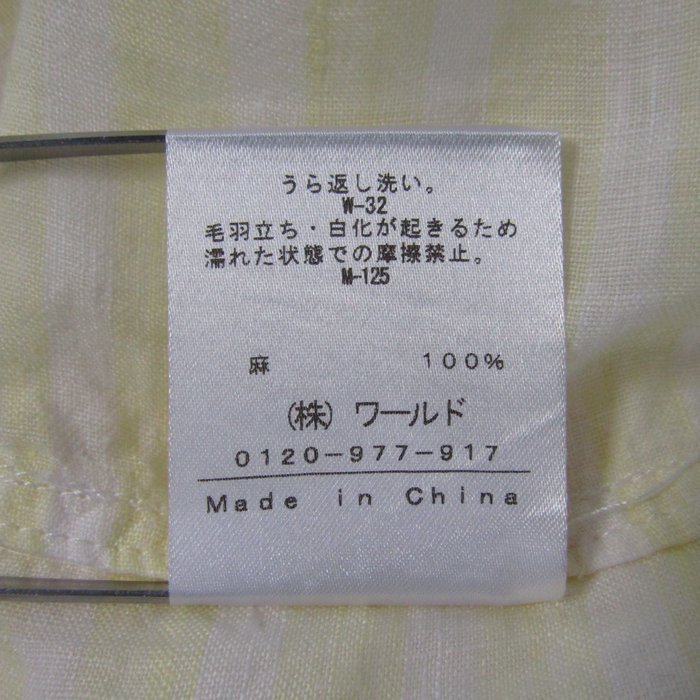 うら返し洗い。
W-32
毛羽立ち・白化が起きるため
濡れた状態での摩擦禁止。
M-125
麻 100%
(株) ワールド
0120-977-917
Made in China